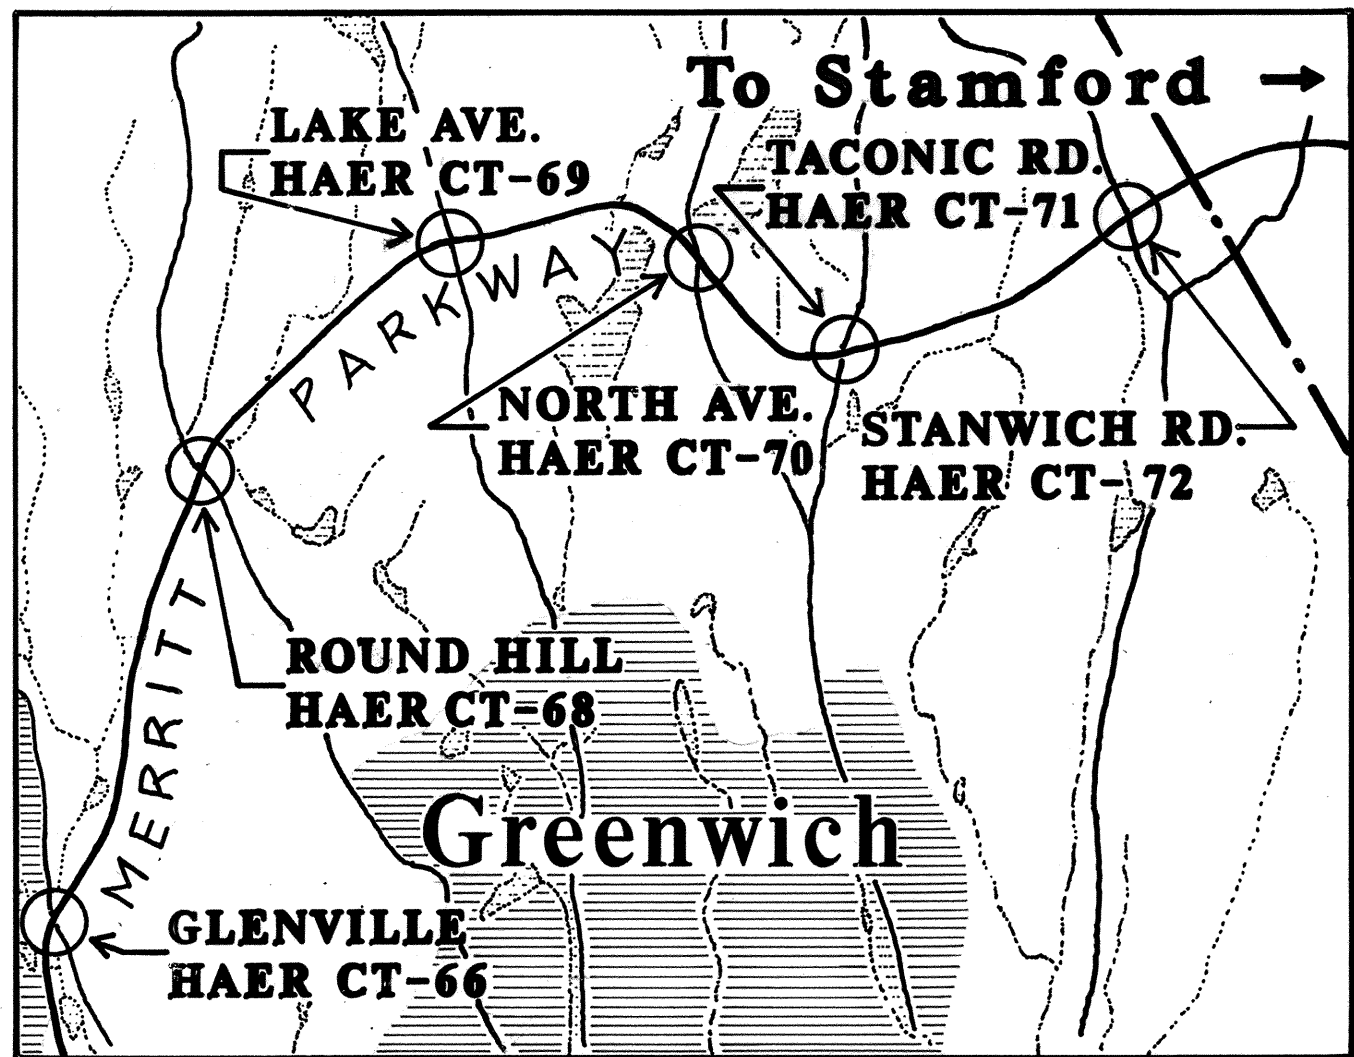 To Stamford
LAKE AVE.
HAER CT-69
TACONIC RD.
HAER CT-71
PARKWAY
NORTH AVE.
HAER CT-70
STANWICH RD.
HAER CT-72
MERRITT
ROUND HILL
HAER CT-68
Greenwich
GLENVILLE
HAER CT-66